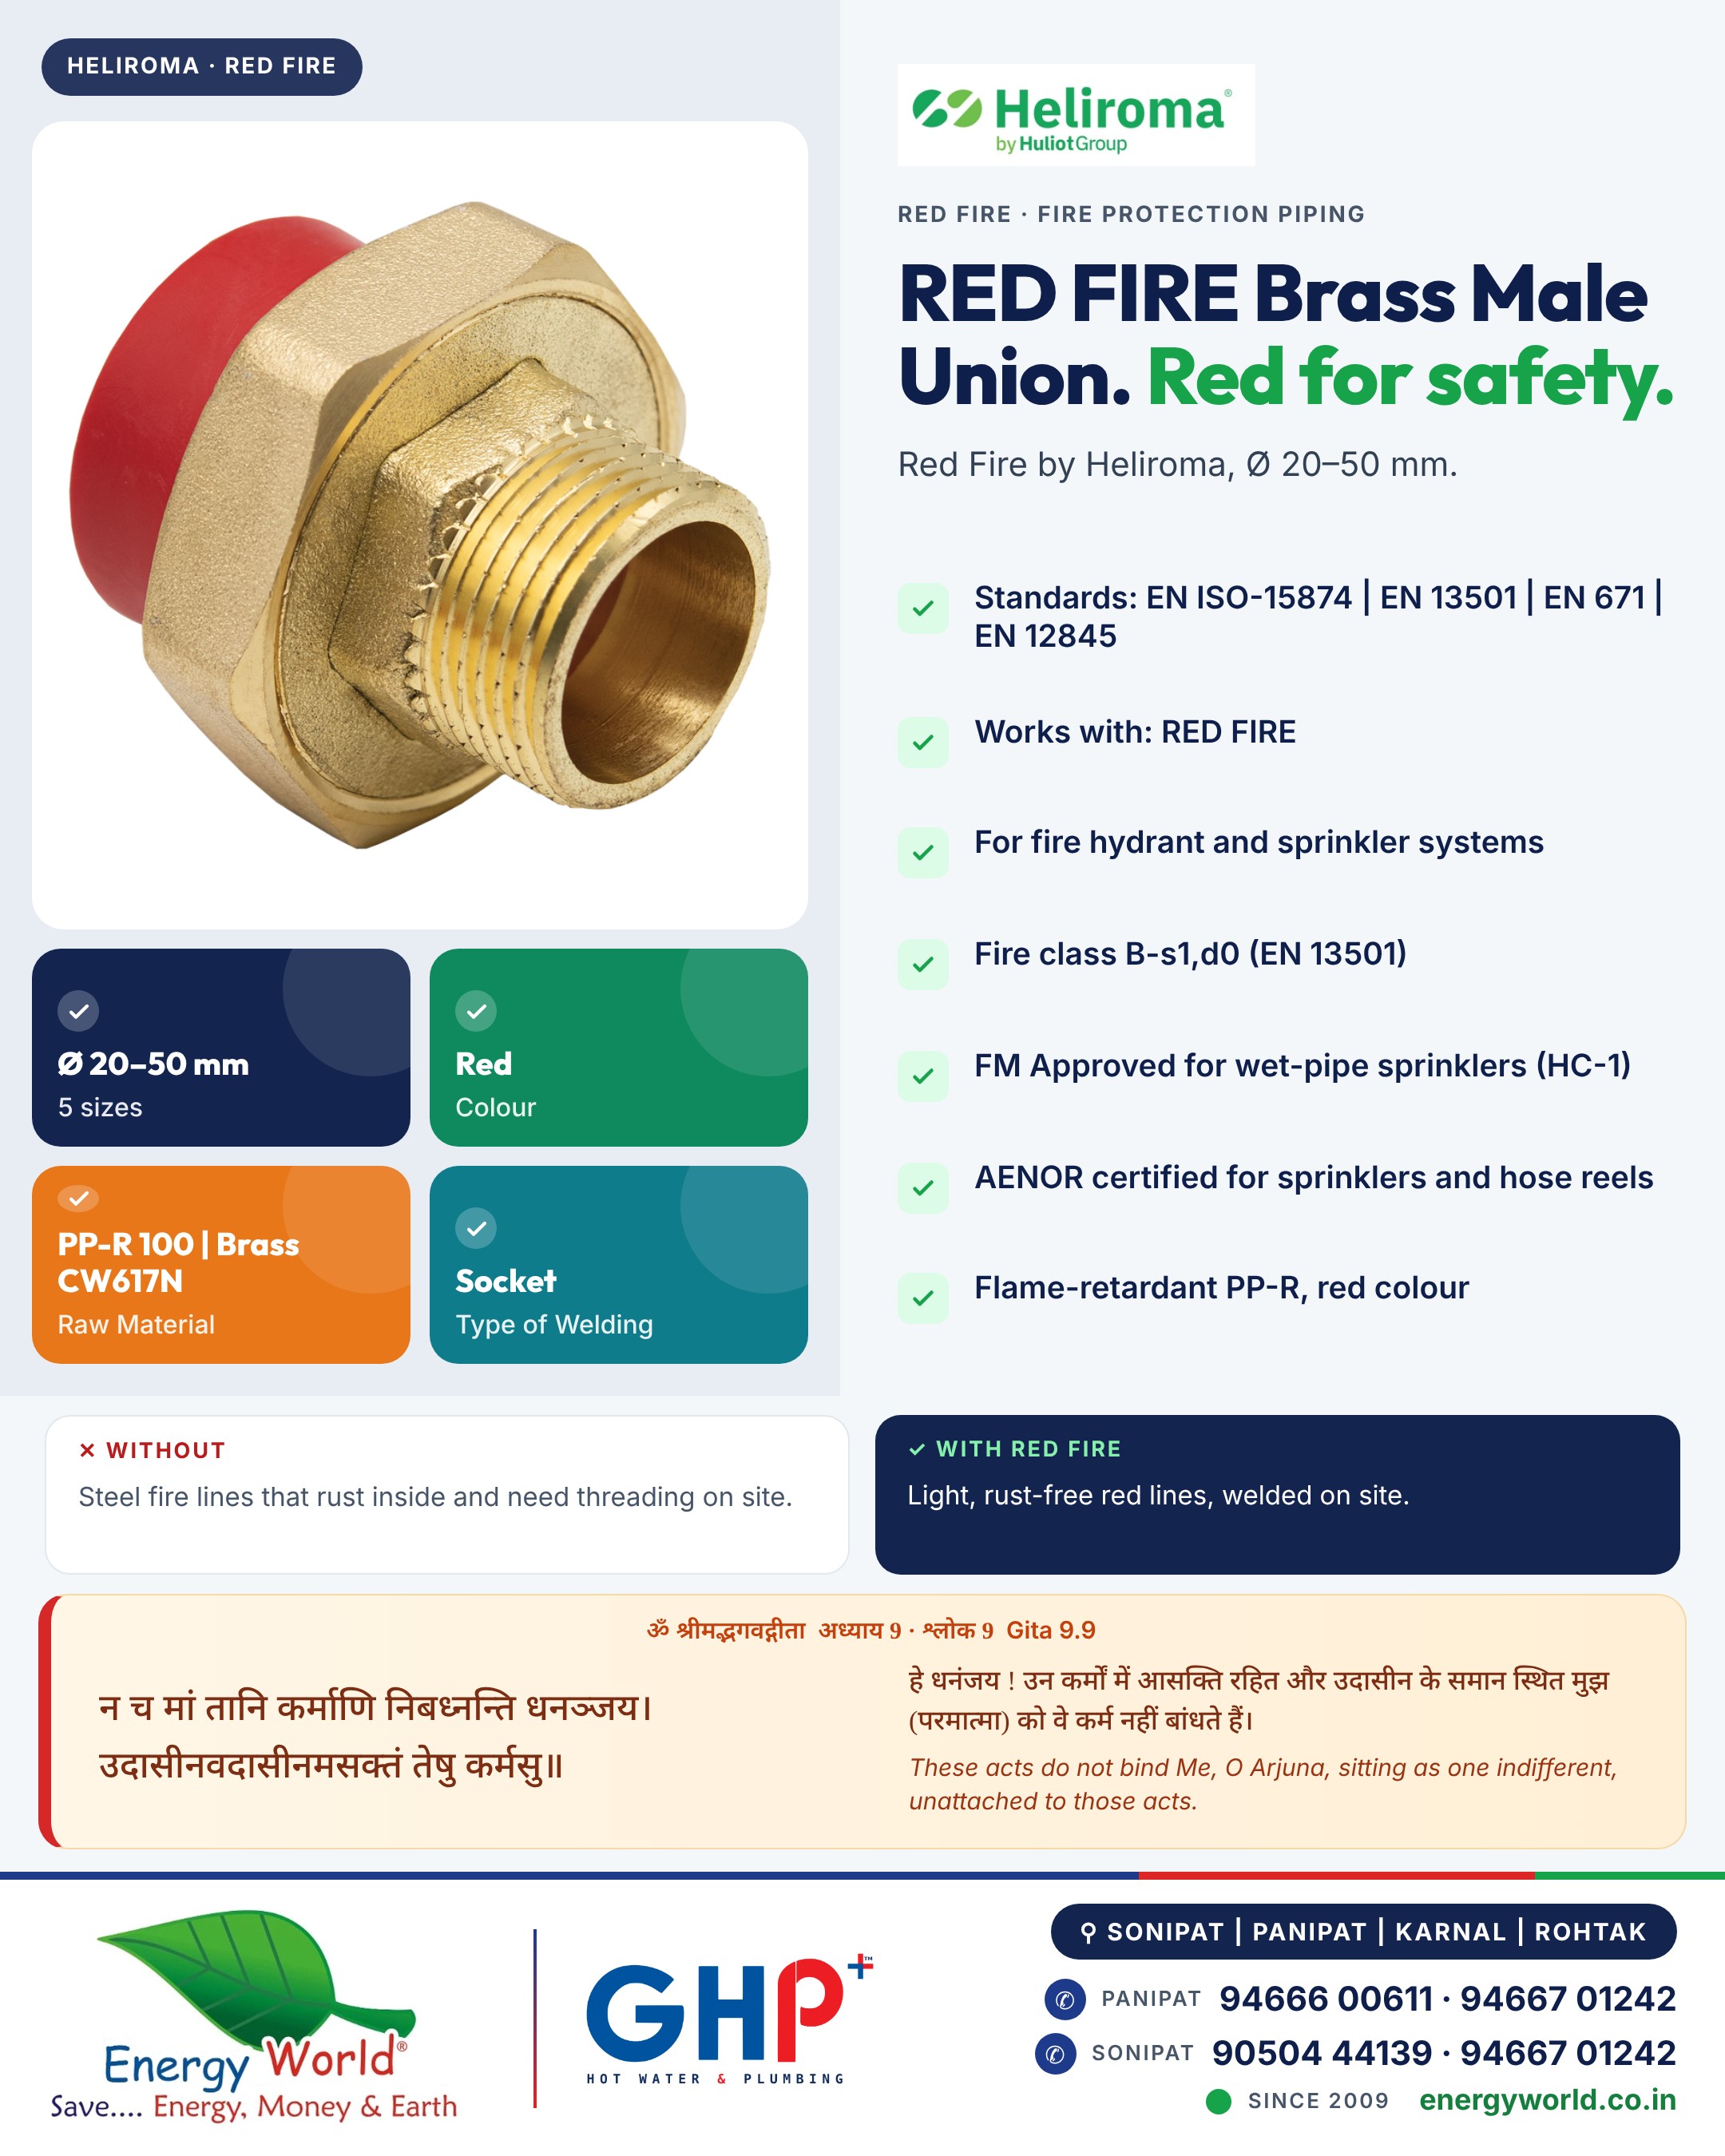 HELIROMA · RED FIRE
Heliroma®
by Huliot Group
RED FIRE · FIRE PROTECTION PIPING
RED FIRE Brass Male
Union. Red for safety.
Red Fire by Heliroma, Ø 20–50 mm.
Standards: EN ISO-15874 | EN 13501 | EN 671 |
EN 12845
Works with: RED FIRE
For fire hydrant and sprinkler systems
Fire class B-s1,d0 (EN 13501)
FM Approved for wet-pipe sprinklers (HC-1)
AENOR certified for sprinklers and hose reels
Flame-retardant PP-R, red colour
Ø 20–50 mm
5 sizes
Red
Colour
PP-R 100 | Brass
CW617N
Raw Material
Socket
Type of Welding
✕ WITHOUT
Steel fire lines that rust inside and need threading on site.
✓ WITH RED FIRE
Light, rust-free red lines, welded on site.
ॐ श्रीमद्भगवद्गीता अध्याय 9 · श्लोक 9 Gita 9.9
न च मां तानि कर्माणि निबध्नन्ति धनञ्जय।
उदासीनवदासीनमसक्तं तेषु कर्मसु॥
हे धनंजय ! उन कर्मों में आसक्ति रहित और उदासीन के समान स्थित मुझ
(परमात्मा) को वे कर्म नहीं बांधते हैं।
These acts do not bind Me, O Arjuna, sitting as one indifferent,
unattached to those acts.
Energy World®
Save.... Energy, Money & Earth
GHP+™
HOT WATER & PLUMBING
SONIPAT | PANIPAT | KARNAL | ROHTAK
PANIPAT 94666 00611 · 94667 01242
SONIPAT 90504 44139 · 94667 01242
SINCE 2009 energyworld.co.in